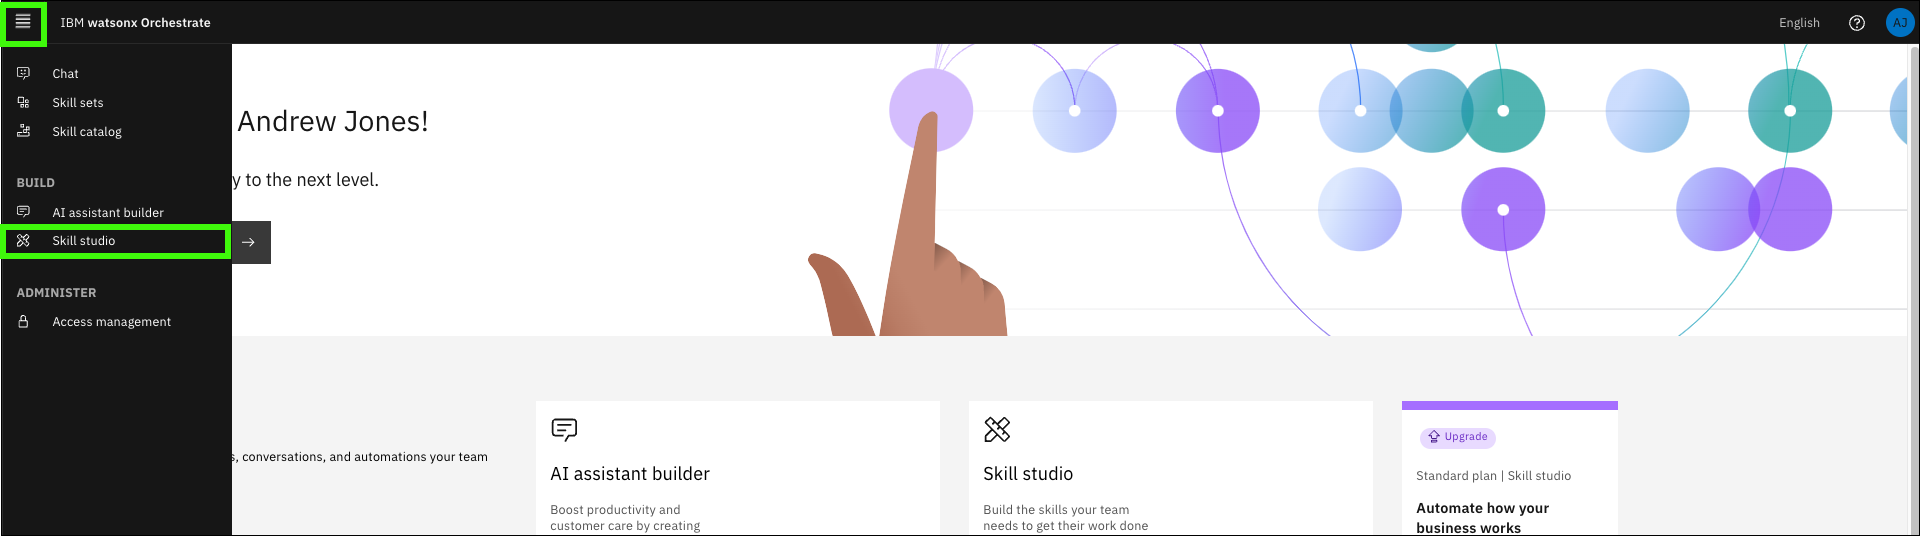 IBM watsonx Orchestrate
English
AJ
Chat
Skill sets
Skill catalog
BUILD
AI assistant builder
Skill studio
ADMINISTER
Access management
Andrew Jones!
y to the next level.
s, conversations, and automations your team
AI assistant builder
Boost productivity and
customer care by creating
Skill studio
Build the skills your team
needs to get their work done
Upgrade
Standard plan | Skill studio
Automate how your
business works